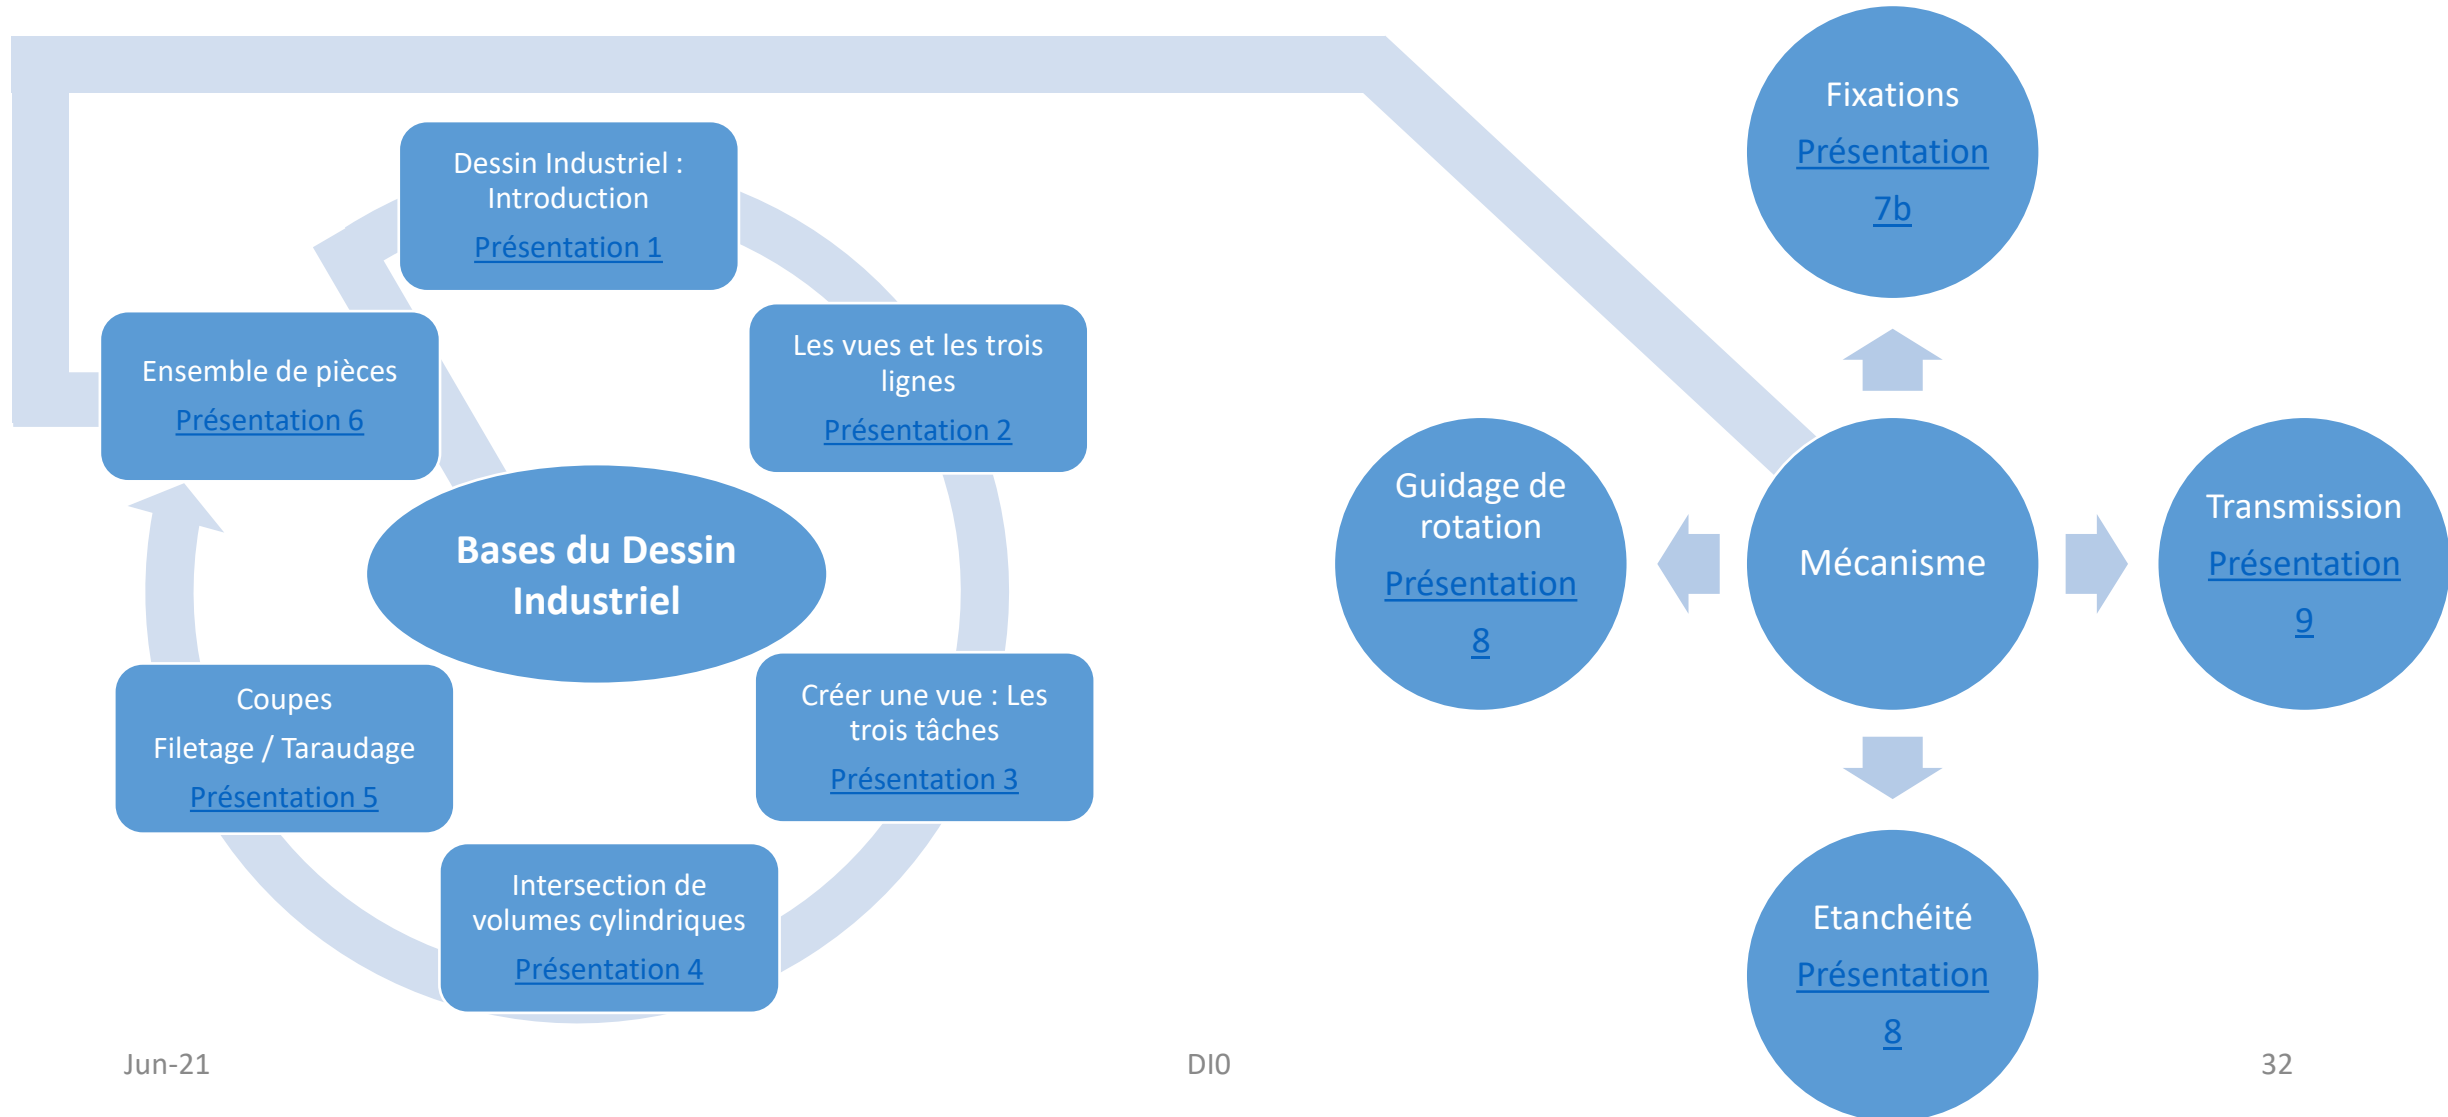 Dessin Industriel :
Introduction
Présentation 1
Les vues et les trois
lignes
Présentation 2
Créer une vue : Les
trois tâches
Présentation 3
Intersection de
volumes cylindriques
Présentation 4
Coupes
Filetage / Taraudage
Présentation 5
Ensemble de pièces
Présentation 6
Bases du Dessin
Industriel
Mécanisme
Fixations
Présentation
7b
Transmission
Présentation
9
Etanchéité
Présentation
8
Guidage de
rotation
Présentation
8
Jun-21
DI0
32